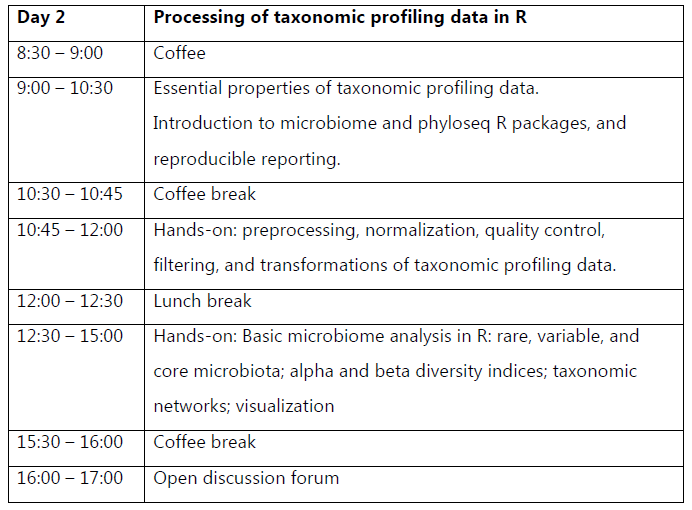 Day 2 Processing of taxonomic profiling data in R
8:30 – 9:00 Coffee
9:00 – 10:30 Essential properties of taxonomic profiling data.
Introduction to microbiome and phyloseq R packages, and
reproducible reporting.
10:30 – 10:45 Coffee break
10:45 – 12:00 Hands-on: preprocessing, normalization, quality control,
filtering, and transformations of taxonomic profiling data.
12:00 – 12:30 Lunch break
12:30 – 15:00 Hands-on: Basic microbiome analysis in R: rare, variable, and
core microbiota; alpha and beta diversity indices; taxonomic
networks; visualization
15:30 – 16:00 Coffee break
16:00 – 17:00 Open discussion forum